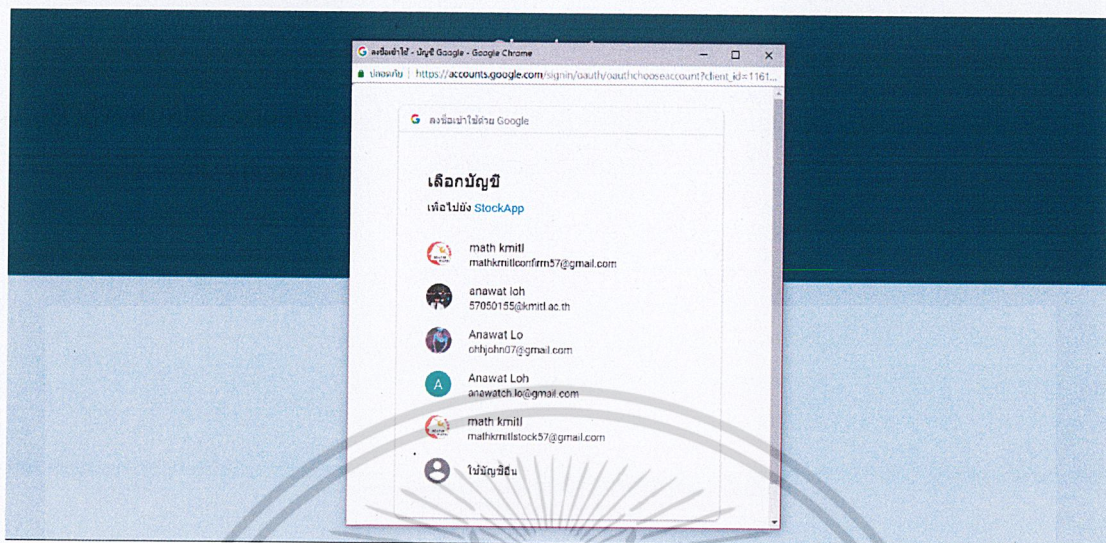 ลงชื่อเข้าใช้ - บัญชี Google - Google Chrome
ปลอดภัย | https://accounts.google.com/signin/oauth/oauthchooseaccount?client_id=1161...
ลงชื่อเข้าใช้ด้วย Google
เลือกบัญชี
เพื่อไปยัง StockApp
math kmitl
mathkmitlconfirm57@gmail.com
anawat loh
57050155@kmitl.ac.th
Anawat Lo
ohhjohn07@gmail.com
A
Anawat Loh
anawatch.lo@gmail.com
math kmitl
mathkmitlstock57@gmail.com
ใช้บัญชีอื่น